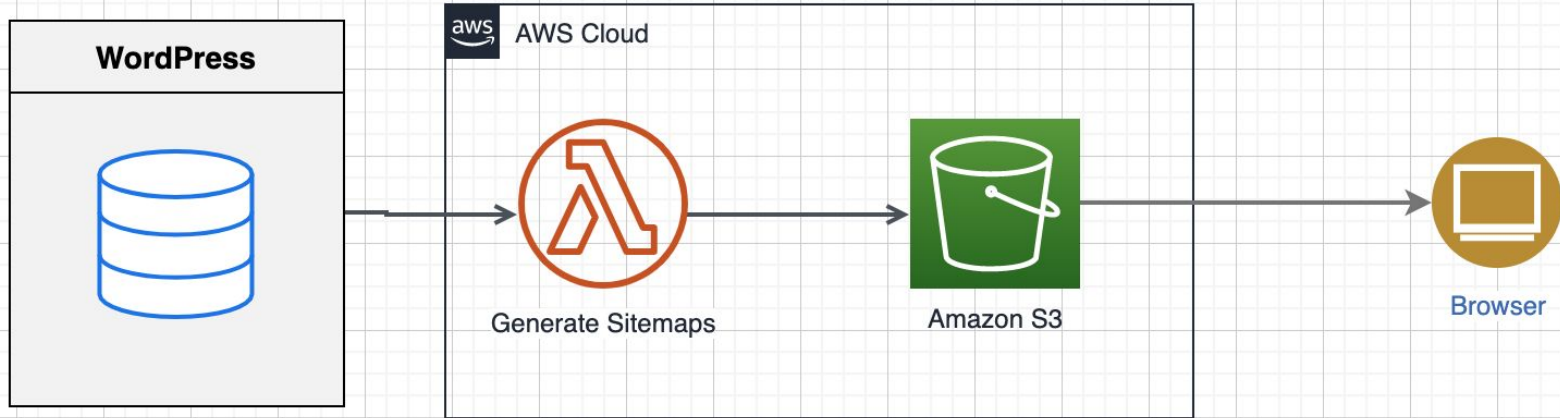 WordPress
aws
AWS Cloud
Generate Sitemaps
Amazon S3
Browser